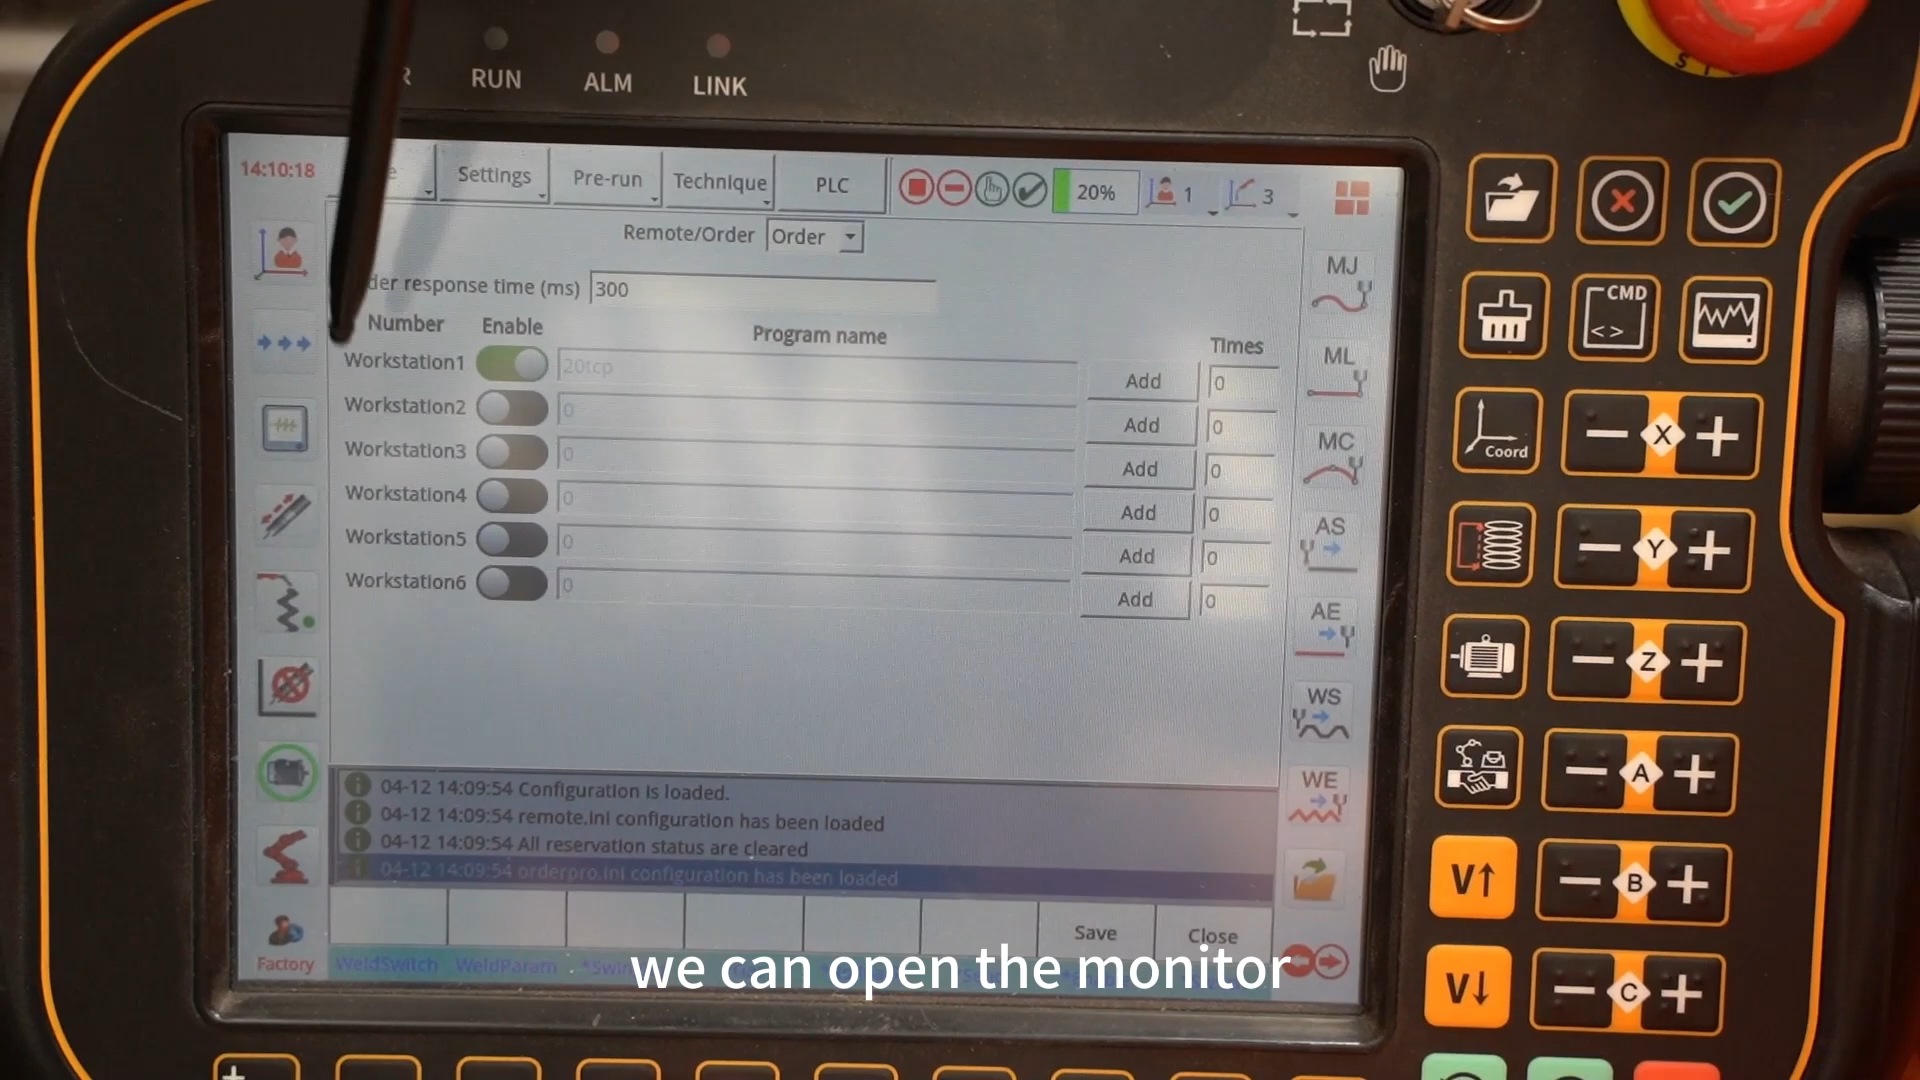 RUN
ALM
LINK
14:10:18
Settings
Pre-run
Technique
PLC
20%
1
3
Remote/Order
Order
response time (ms)
300
Number
Enable
Program name
Times
Workstation1
20tcp
Add
0
Workstation2
0
Add
0
Workstation3
0
Add
0
Workstation4
0
Add
0
Workstation5
0
Add
0
Workstation6
0
Add
0
MJ
ML
MC
AS
AE
WS
WE
04-12 14:09:54 Configuration is loaded.
04-12 14:09:54 remote.ini configuration has been loaded
04-12 14:09:54 All reservation status are cleared
04-12 14:09:54 orderpro.ini configuration has been loaded
Save
Close
Factory
WeldSwitch
WeldParam
we can open the monitor
CMD
<>
Coord
X
Y
Z
A
B
C
V↑
V↓